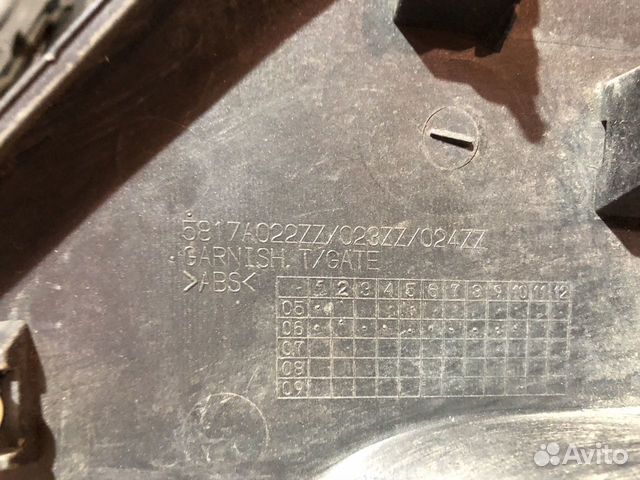 5817A022ZZ/023ZZ/024ZZ
GARNISH. T/GATE
>ABS<
1 2 3 4 5 6 7 8 9 10 11 12
05
06
07
08
09
Avito